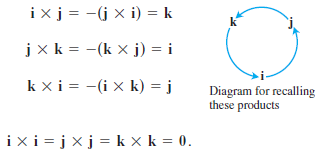 i × j = −(j × i) = k
j × k = −(k × j) = i
k × i = −(i × k) = j
k
j
i
Diagram for recalling
these products
i × i = j × j = k × k = 0.